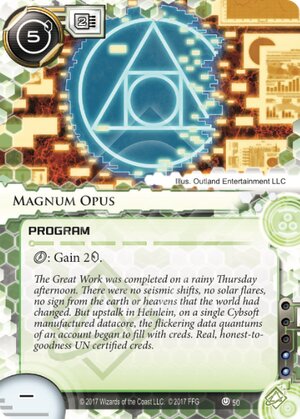 5
2
Illus. Outland Entertainment LLC
MAGNUM OPUS
PROGRAM
: Gain 2.
The Great Work was completed on a rainy Thursday
afternoon. There were no seismic shifts, no solar flares,
no sign from the earth or heavens that the world had
changed. But upstalk in Heinlein, on a single Cybsoft
manufactured datacore, the flickering data quantums
of an account began to fill with creds. Real, honest-to-
goodness UN certified creds.
–
© 2017 Wizards of the Coast LLC. © 2017 FFG
50